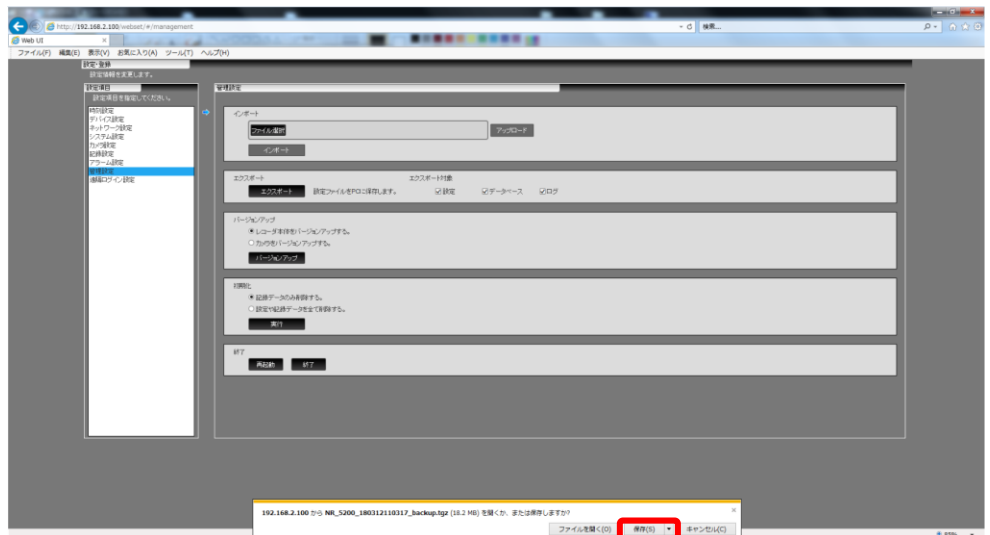 http://192.168.2.100/webset/#/management
検索...
Web UI
ファイル(F) 編集(E) 表示(V) お気に入り(A) ツール(T) ヘルプ(H)
設定・登録
設定情報を変更します。
設定項目
設定項目を指定してください。
時刻設定
デバイス設定
ネットワーク設定
システム設定
カメラ設定
記録設定
アラーム設定
管理設定
遠隔ログイン設定
管理設定
インポート
ファイル選択 アップロード
インポート
エクスポート エクスポート対象
エクスポート 設定ファイルをPCに保存します。 設定 データベース ログ
バージョンアップ
レコーダ本体をバージョンアップする。
カメラをバージョンアップする。
バージョンアップ
初期化
記録データのみ削除する。
設定や記録データを全て削除する。
実行
終了
再起動 終了
192.168.2.100 から NR_5200_180312110317_backup.tgz (18.2 MB) を開くか、または保存しますか?
ファイルを開く(O) 保存(S) キャンセル(C)